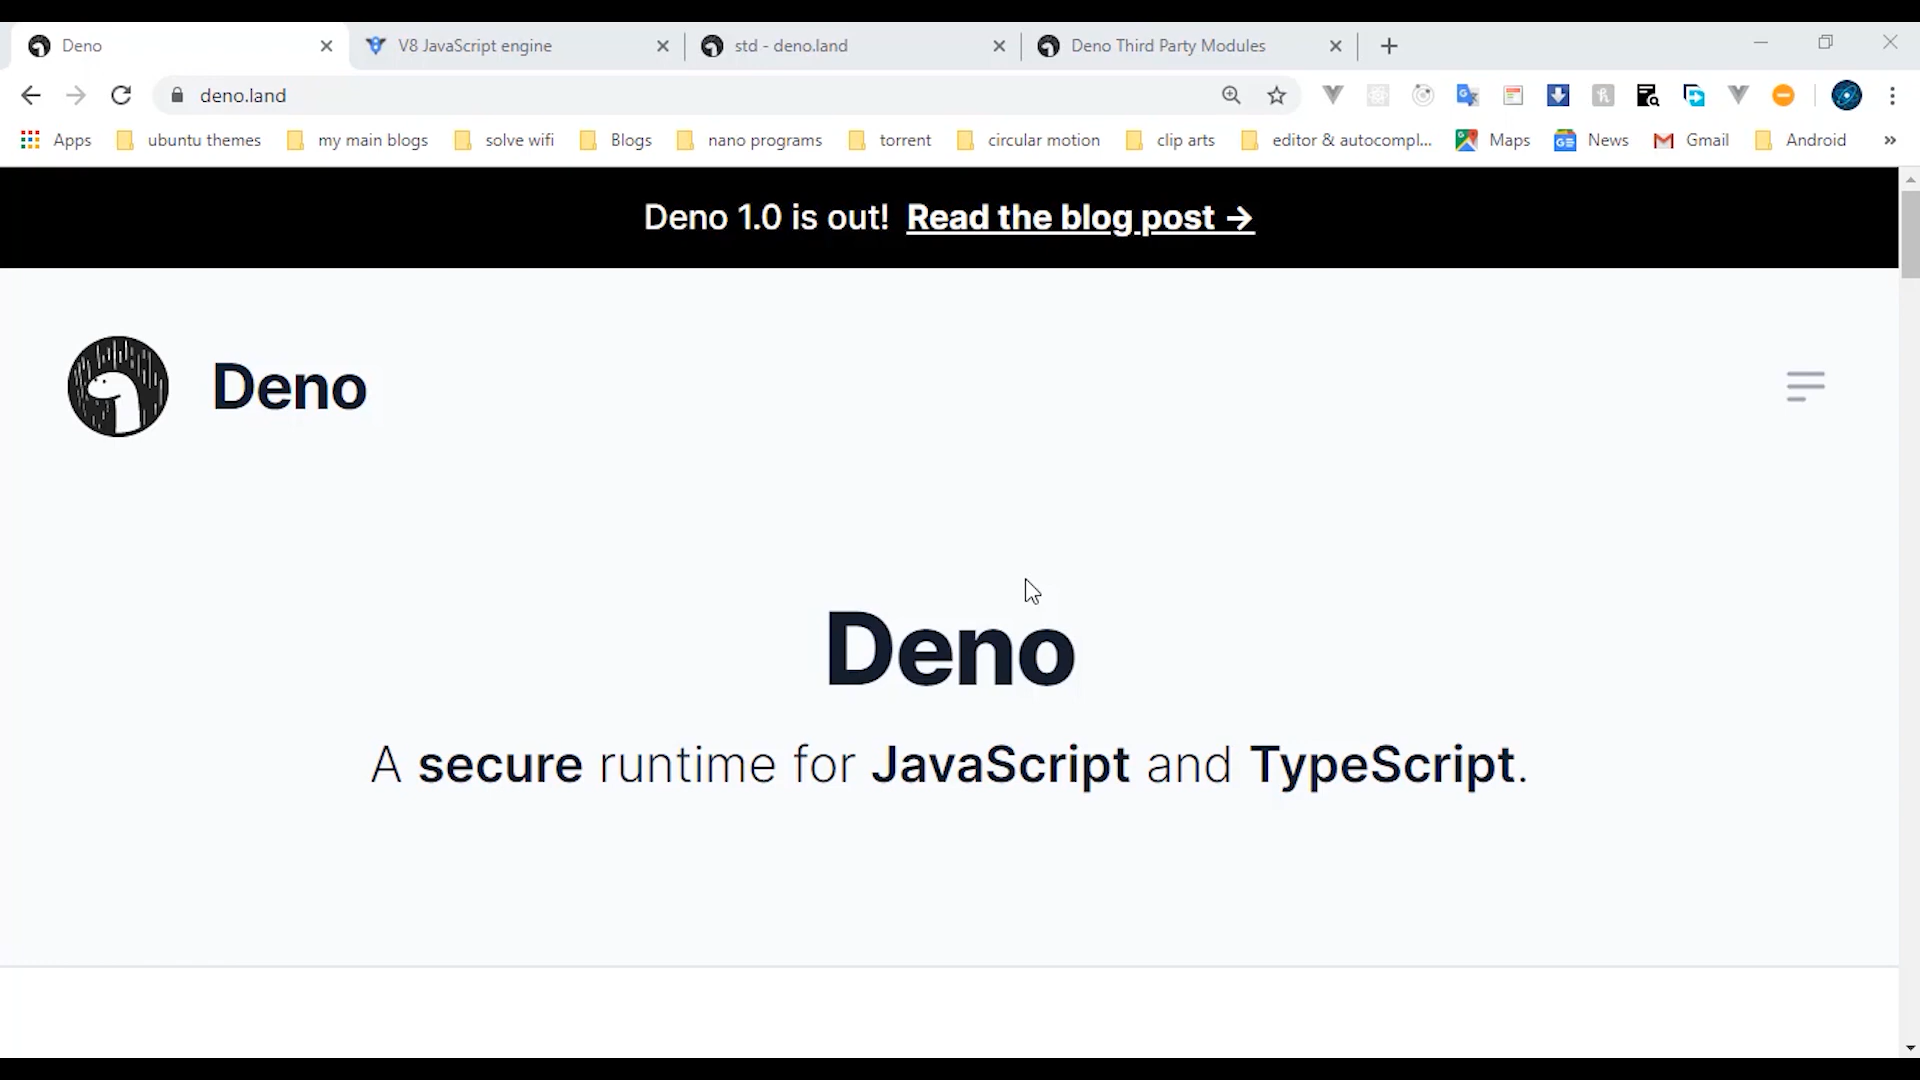 Deno
V8 JavaScript engine
std - deno.land
Deno Third Party Modules
deno.land
Apps
ubuntu themes
my main blogs
solve wifi
Blogs
nano programs
torrent
circular motion
clip arts
editor & autocompl...
Maps
News
Gmail
Android
»
Deno 1.0 is out! Read the blog post →
Deno
Deno
A secure runtime for JavaScript and TypeScript.